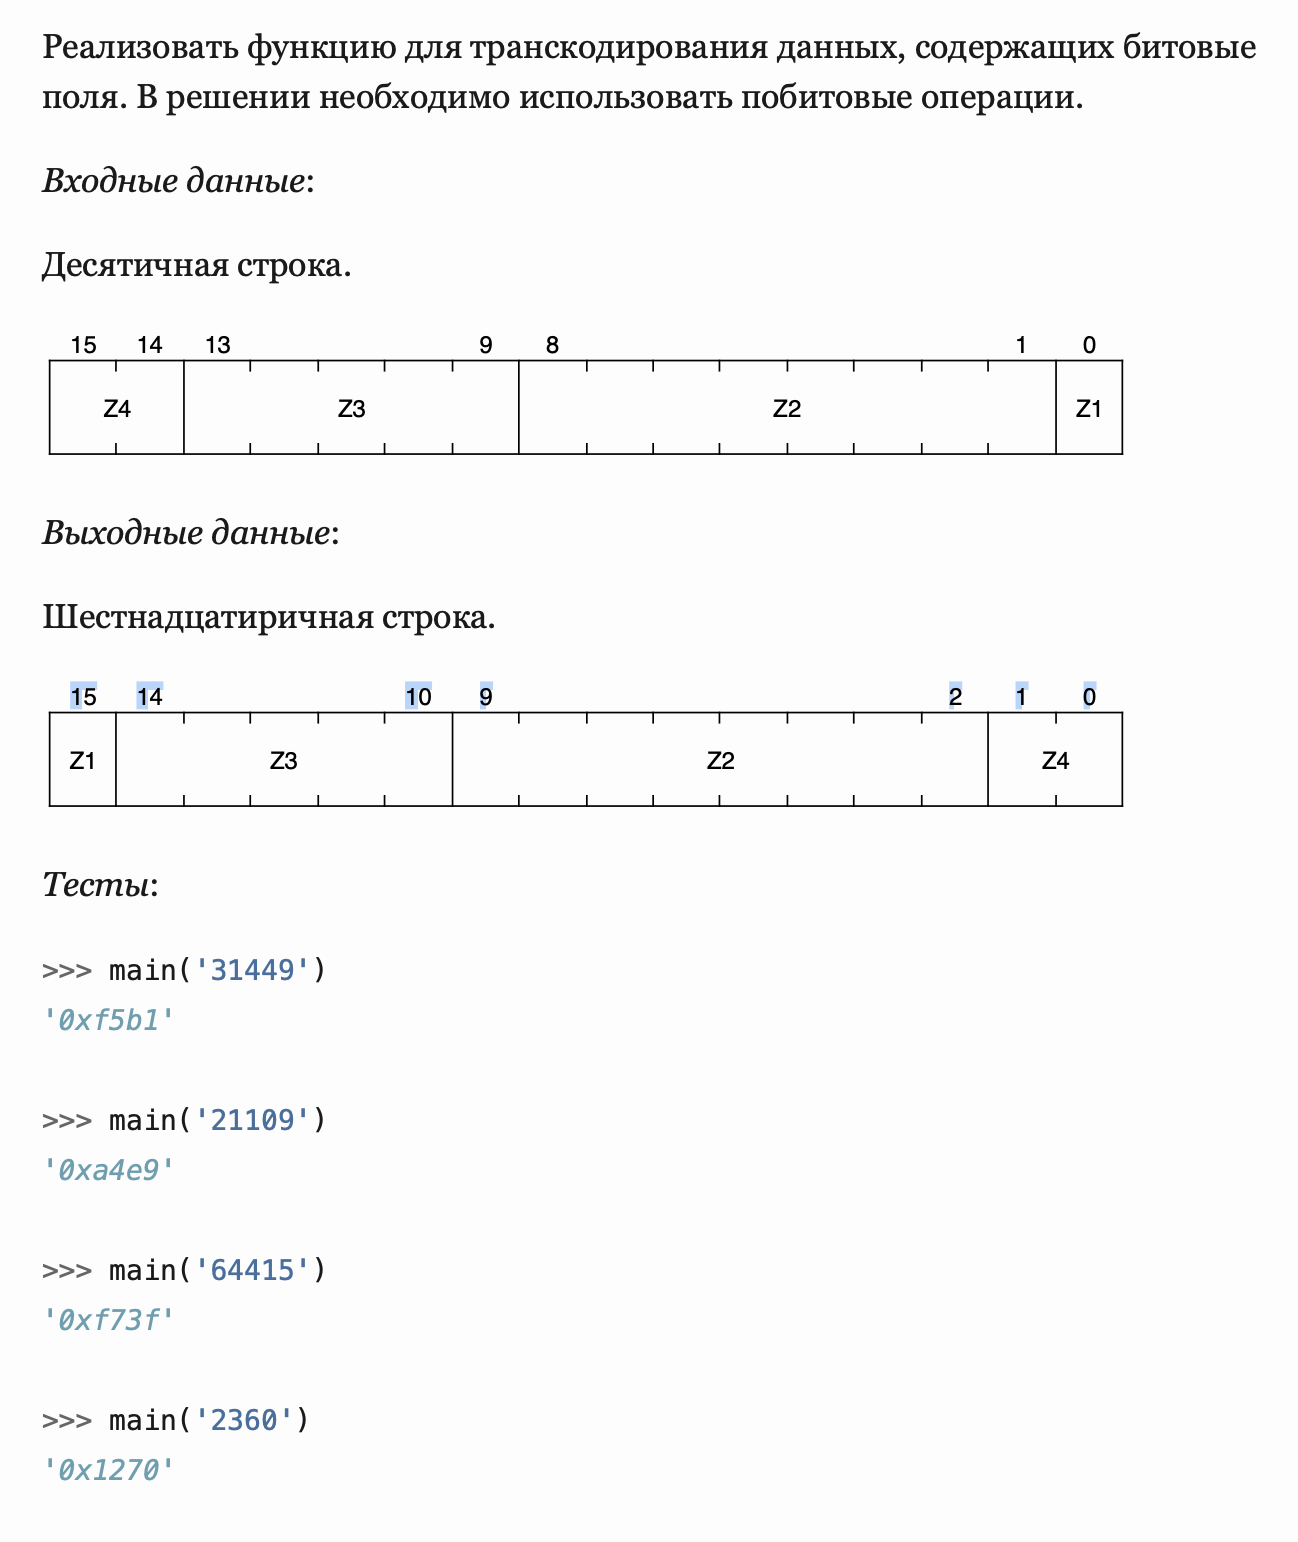 Реализовать функцию для транскодирования данных, содержащих битовые
поля. В решении необходимо использовать побитовые операции.
Входные данные:
Десятичная строка.
15 14 13 9 8 1 0
Z4 Z3 Z2 Z1
Выходные данные:
Шестнадцатиричная строка.
15 14 10 9 2 1 0
Z1 Z3 Z2 Z4
Тесты:
>>> main('31449')
'0xf5b1'
>>> main('21109')
'0xa4e9'
>>> main('64415')
'0xf73f'
>>> main('2360')
'0x1270'